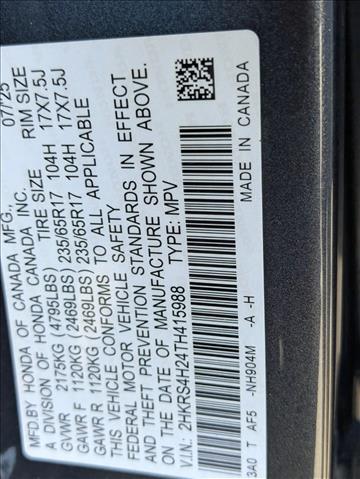 MFD.BY HONDA OF CANADA MFG., 07/25
A DIVISION OF HONDA CANADA INC.
TIRE SIZE RIM SIZE
GVWR 2175KG (4795LBS)
GAWR F 1120KG (2469LBS) 235/65R17 104H 17X7.5J
GAWR R 1120KG (2469LBS) 235/65R17 104H 17X7.5J
THIS VEHICLE CONFORMS TO ALL APPLICABLE
FEDERAL MOTOR VEHICLE SAFETY
AND THEFT PREVENTION STANDARDS IN EFFECT
ON THE DATE OF MANUFACTURE SHOWN ABOVE.
V.I.N.: 2HKRS4H24TH415988 TYPE: MPV
3A0 T AF5 -NH904M -A -H MADE IN CANADA